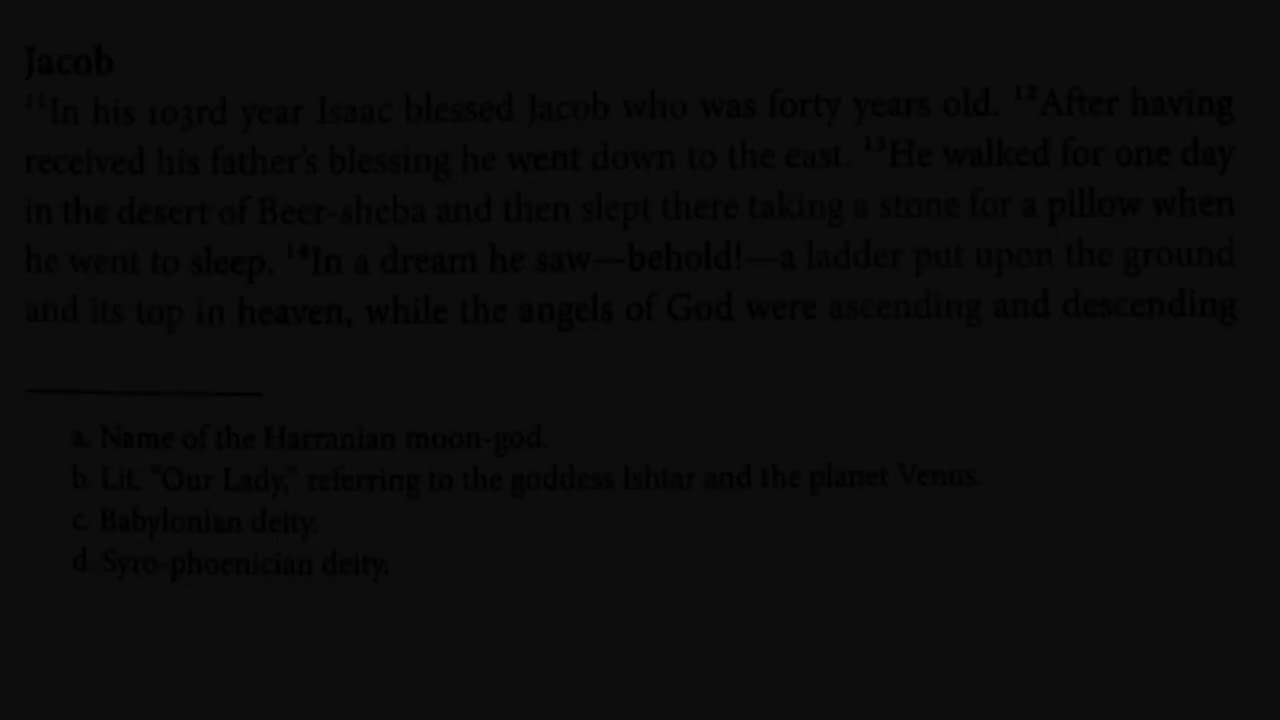 Jacob
¹¹In his 103rd year Isaac blessed Jacob who was forty years old. ¹²After having
received his father's blessing he went down to the east. ¹³He walked for one day
in the desert of Beer-sheba and then slept there taking a stone for a pillow when
he went to sleep. ¹⁴In a dream he saw—behold!—a ladder put upon the ground
and its top in heaven, while the angels of God were ascending and descending
a. Name of the Harranian moon-god.
b. Lit. "Our Lady," referring to the goddess Ishtar and the planet Venus.
c. Babylonian deity.
d. Syro-phoenician deity.